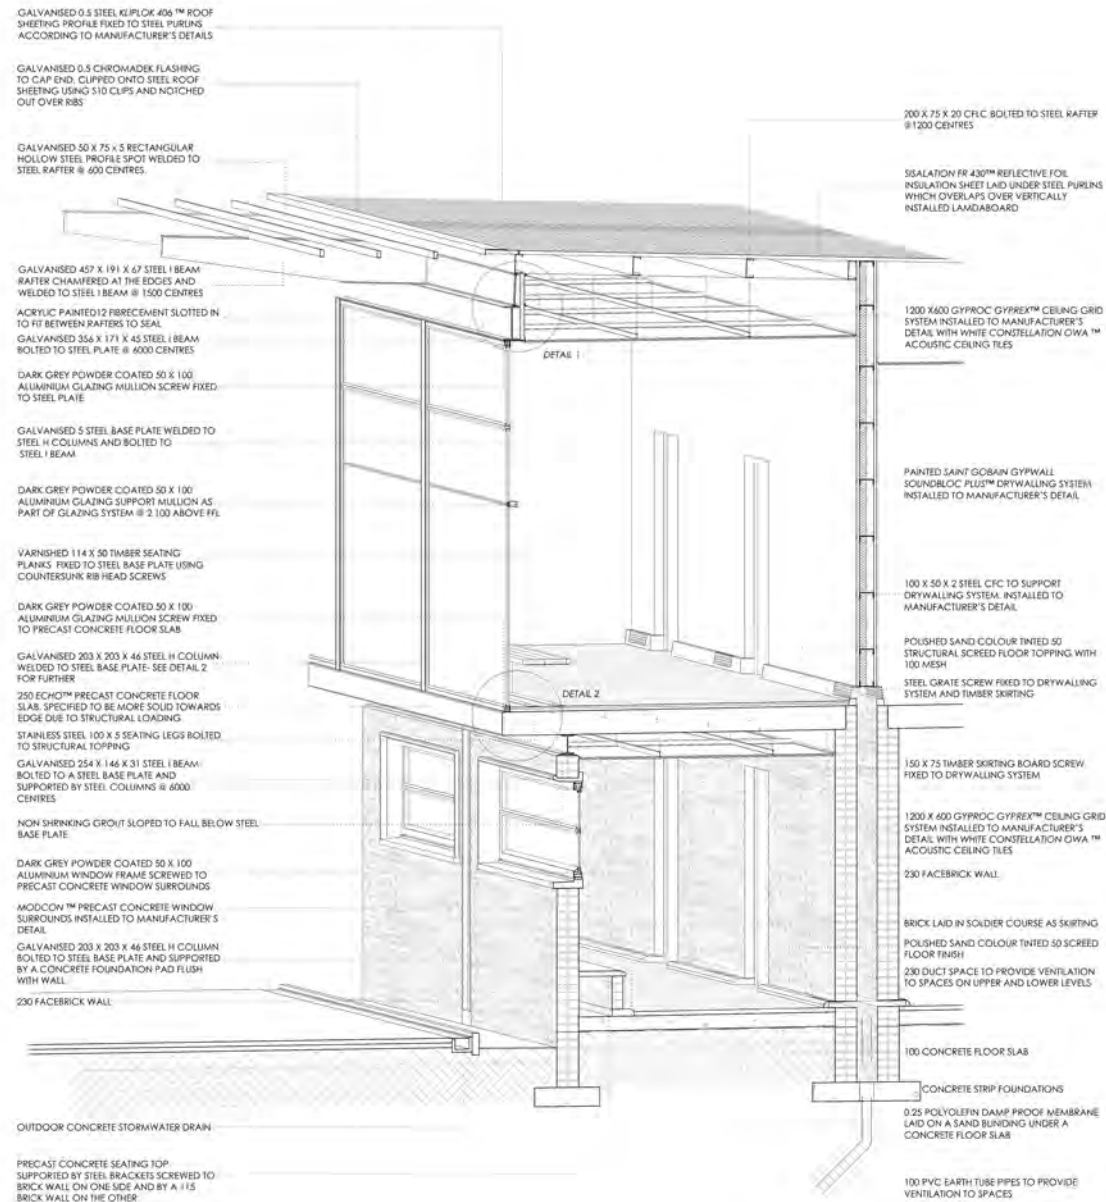 GALVANISED 0.5 STEEL KLIPLOK 406 ™ ROOF
SHEETING PROFILE FIXED TO STEEL PURLINS
ACCORDING TO MANUFACTURER'S DETAILS
GALVANISED 0.5 CHROMADEK FLASHING
TO CAP END, CLIPPED ONTO STEEL ROOF
SHEETING USING S10 CLIPS AND NOTCHED
OUT OVER RIBS
GALVANISED 50 X 75 x 5 RECTANGULAR
HOLLOW STEEL PROFILE SPOT WELDED TO
STEEL RAFTER @ 600 CENTRES.
GALVANISED 457 X 191 X 67 STEEL I BEAM
RAFTER CHAMFERED AT THE EDGES AND
WELDED TO STEEL I BEAM @ 1500 CENTRES
ACRYLIC PAINTED12 FIBRECEMENT SLOTTED IN
TO FIT BETWEEN RAFTERS TO SEAL
GALVANISED 356 X 171 X 45 STEEL I BEAM
BOLTED TO STEEL PLATE @ 6000 CENTRES
DARK GREY POWDER COATED 50 X 100
ALUMINIUM GLAZING MULLION SCREW FIXED
TO STEEL PLATE
GALVANISED 5 STEEL BASE PLATE WELDED TO
STEEL H COLUMNS AND BOLTED TO
STEEL I BEAM
DARK GREY POWDER COATED 50 X 100
ALUMINIUM GLAZING SUPPORT MULLION AS
PART OF GLAZING SYSTEM @ 2 100 ABOVE FFL
VARNISHED 114 X 50 TIMBER SEATING
PLANKS FIXED TO STEEL BASE PLATE USING
COUNTERSUNK RIB HEAD SCREWS
DARK GREY POWDER COATED 50 X 100
ALUMINIUM GLAZING MULLION SCREW FIXED
TO PRECAST CONCRETE FLOOR SLAB
GALVANISED 203 X 203 X 46 STEEL H COLUMN
WELDED TO STEEL BASE PLATE- SEE DETAIL 2
FOR FURTHER
250 ECHO™ PRECAST CONCRETE FLOOR
SLAB. SPECIFIED TO BE MORE SOLID TOWARDS
EDGE DUE TO STRUCTURAL LOADING
STAINLESS STEEL 100 X 5 SEATING LEGS BOLTED
TO STRUCTURAL TOPPING
GALVANISED 254 X 146 X 31 STEEL I BEAM
BOLTED TO A STEEL BASE PLATE AND
SUPPORTED BY STEEL COLUMNS @ 6000
CENTRES
NON SHRINKING GROUT SLOPED TO FALL BELOW STEEL
BASE PLATE
DARK GREY POWDER COATED 50 X 100
ALUMINIUM WINDOW FRAME SCREWED TO
PRECAST CONCRETE WINDOW SURROUNDS
MODCON ™ PRECAST CONCRETE WINDOW
SURROUNDS INSTALLED TO MANUFACTURER'S
DETAIL
GALVANISED 203 X 203 X 46 STEEL H COLUMN
BOLTED TO STEEL BASE PLATE AND SUPPORTED
BY A CONCRETE FOUNDATION PAD FLUSH
WITH WALL
230 FACEBRICK WALL
OUTDOOR CONCRETE STORMWATER DRAIN
PRECAST CONCRETE SEATING TOP
SUPPORTED BY STEEL BRACKETS SCREWED TO
BRICK WALL ON ONE SIDE AND BY A 115
BRICK WALL ON THE OTHER
DETAIL 1
DETAIL 2
200 X 75 X 20 CFLC BOLTED TO STEEL RAFTER
@1200 CENTRES
SISALATION FR 430™ REFLECTIVE FOIL
INSULATION SHEET LAID UNDER STEEL PURLINS
WHICH OVERLAPS OVER VERTICALLY
INSTALLED LAMDABOARD
1200 X600 GYPROC GYPREX™ CEILING GRID
SYSTEM INSTALLED TO MANUFACTURER'S
DETAIL WITH WHITE CONSTELLATION OWA ™
ACOUSTIC CEILING TILES
PAINTED SAINT GOBAIN GYPWALL
SOUNDBLOC PLUS™ DRYWALLING SYSTEM
INSTALLED TO MANUFACTURER'S DETAIL
100 X 50 X 2 STEEL CFC TO SUPPORT
DRYWALLING SYSTEM. INSTALLED TO
MANUFACTURER'S DETAIL
POLISHED SAND COLOUR TINTED 50
STRUCTURAL SCREED FLOOR TOPPING WITH
100 MESH
STEEL GRATE SCREW FIXED TO DRYWALLING
SYSTEM AND TIMBER SKIRTING
150 X 75 TIMBER SKIRTING BOARD SCREW
FIXED TO DRYWALLING SYSTEM
1200 X 600 GYPROC GYPREX™ CEILING GRID
SYSTEM INSTALLED TO MANUFACTURER'S
DETAIL WITH WHITE CONSTELLATION OWA ™
ACOUSTIC CEILING TILES
230 FACEBRICK WALL
BRICK LAID IN SOLDIER COURSE AS SKIRTING
POLISHED SAND COLOUR TINTED 50 SCREED
FLOOR FINISH
230 DUCT SPACE TO PROVIDE VENTILATION
TO SPACES ON UPPER AND LOWER LEVELS
100 CONCRETE FLOOR SLAB
CONCRETE STRIP FOUNDATIONS
0.25 POLYOLEFIN DAMP PROOF MEMBRANE
LAID ON A SAND BLINDING UNDER A
CONCRETE FLOOR SLAB
100 PVC EARTH TUBE PIPES TO PROVIDE
VENTILATION TO SPACES